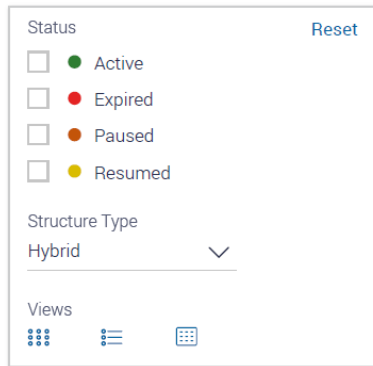 Status Reset
Active
Expired
Paused
Resumed
Structure Type
Hybrid
Views